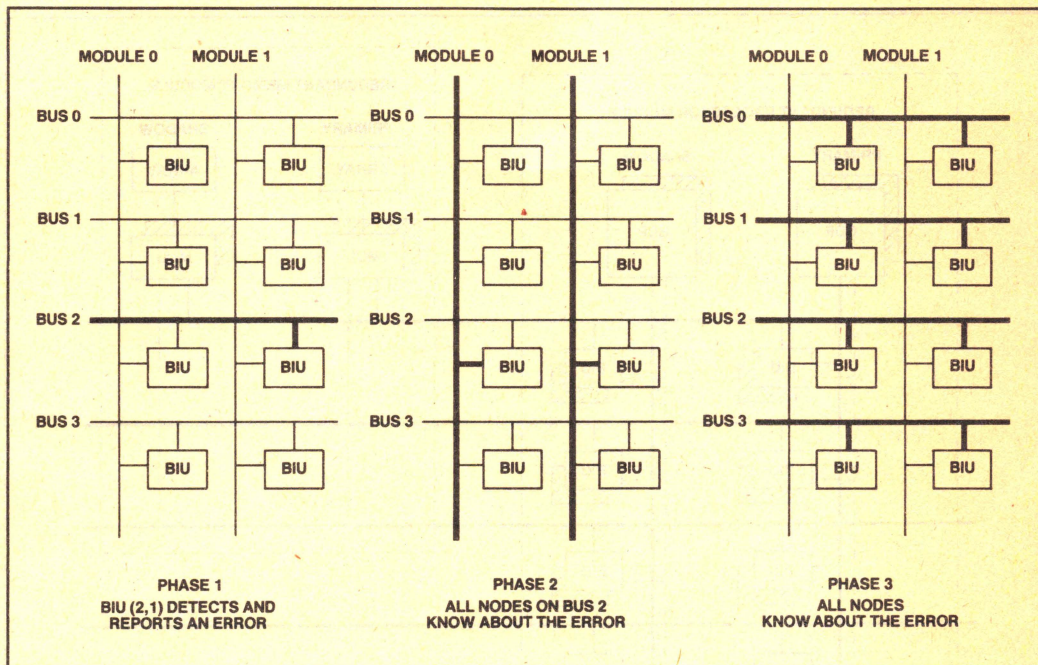 MODULE 0 MODULE 1
BUS 0
BIU BIU
BUS 1
BIU BIU
BUS 2
BIU BIU
BUS 3
BIU BIU
PHASE 1
BIU (2,1) DETECTS AND
REPORTS AN ERROR
MODULE 0 MODULE 1
BUS 0
BIU BIU
BUS 1
BIU BIU
BUS 2
BIU BIU
BUS 3
BIU BIU
PHASE 2
ALL NODES ON BUS 2
KNOW ABOUT THE ERROR
MODULE 0 MODULE 1
BUS 0
BIU BIU
BUS 1
BIU BIU
BUS 2
BIU BIU
BUS 3
BIU BIU
PHASE 3
ALL NODES
KNOW ABOUT THE ERROR